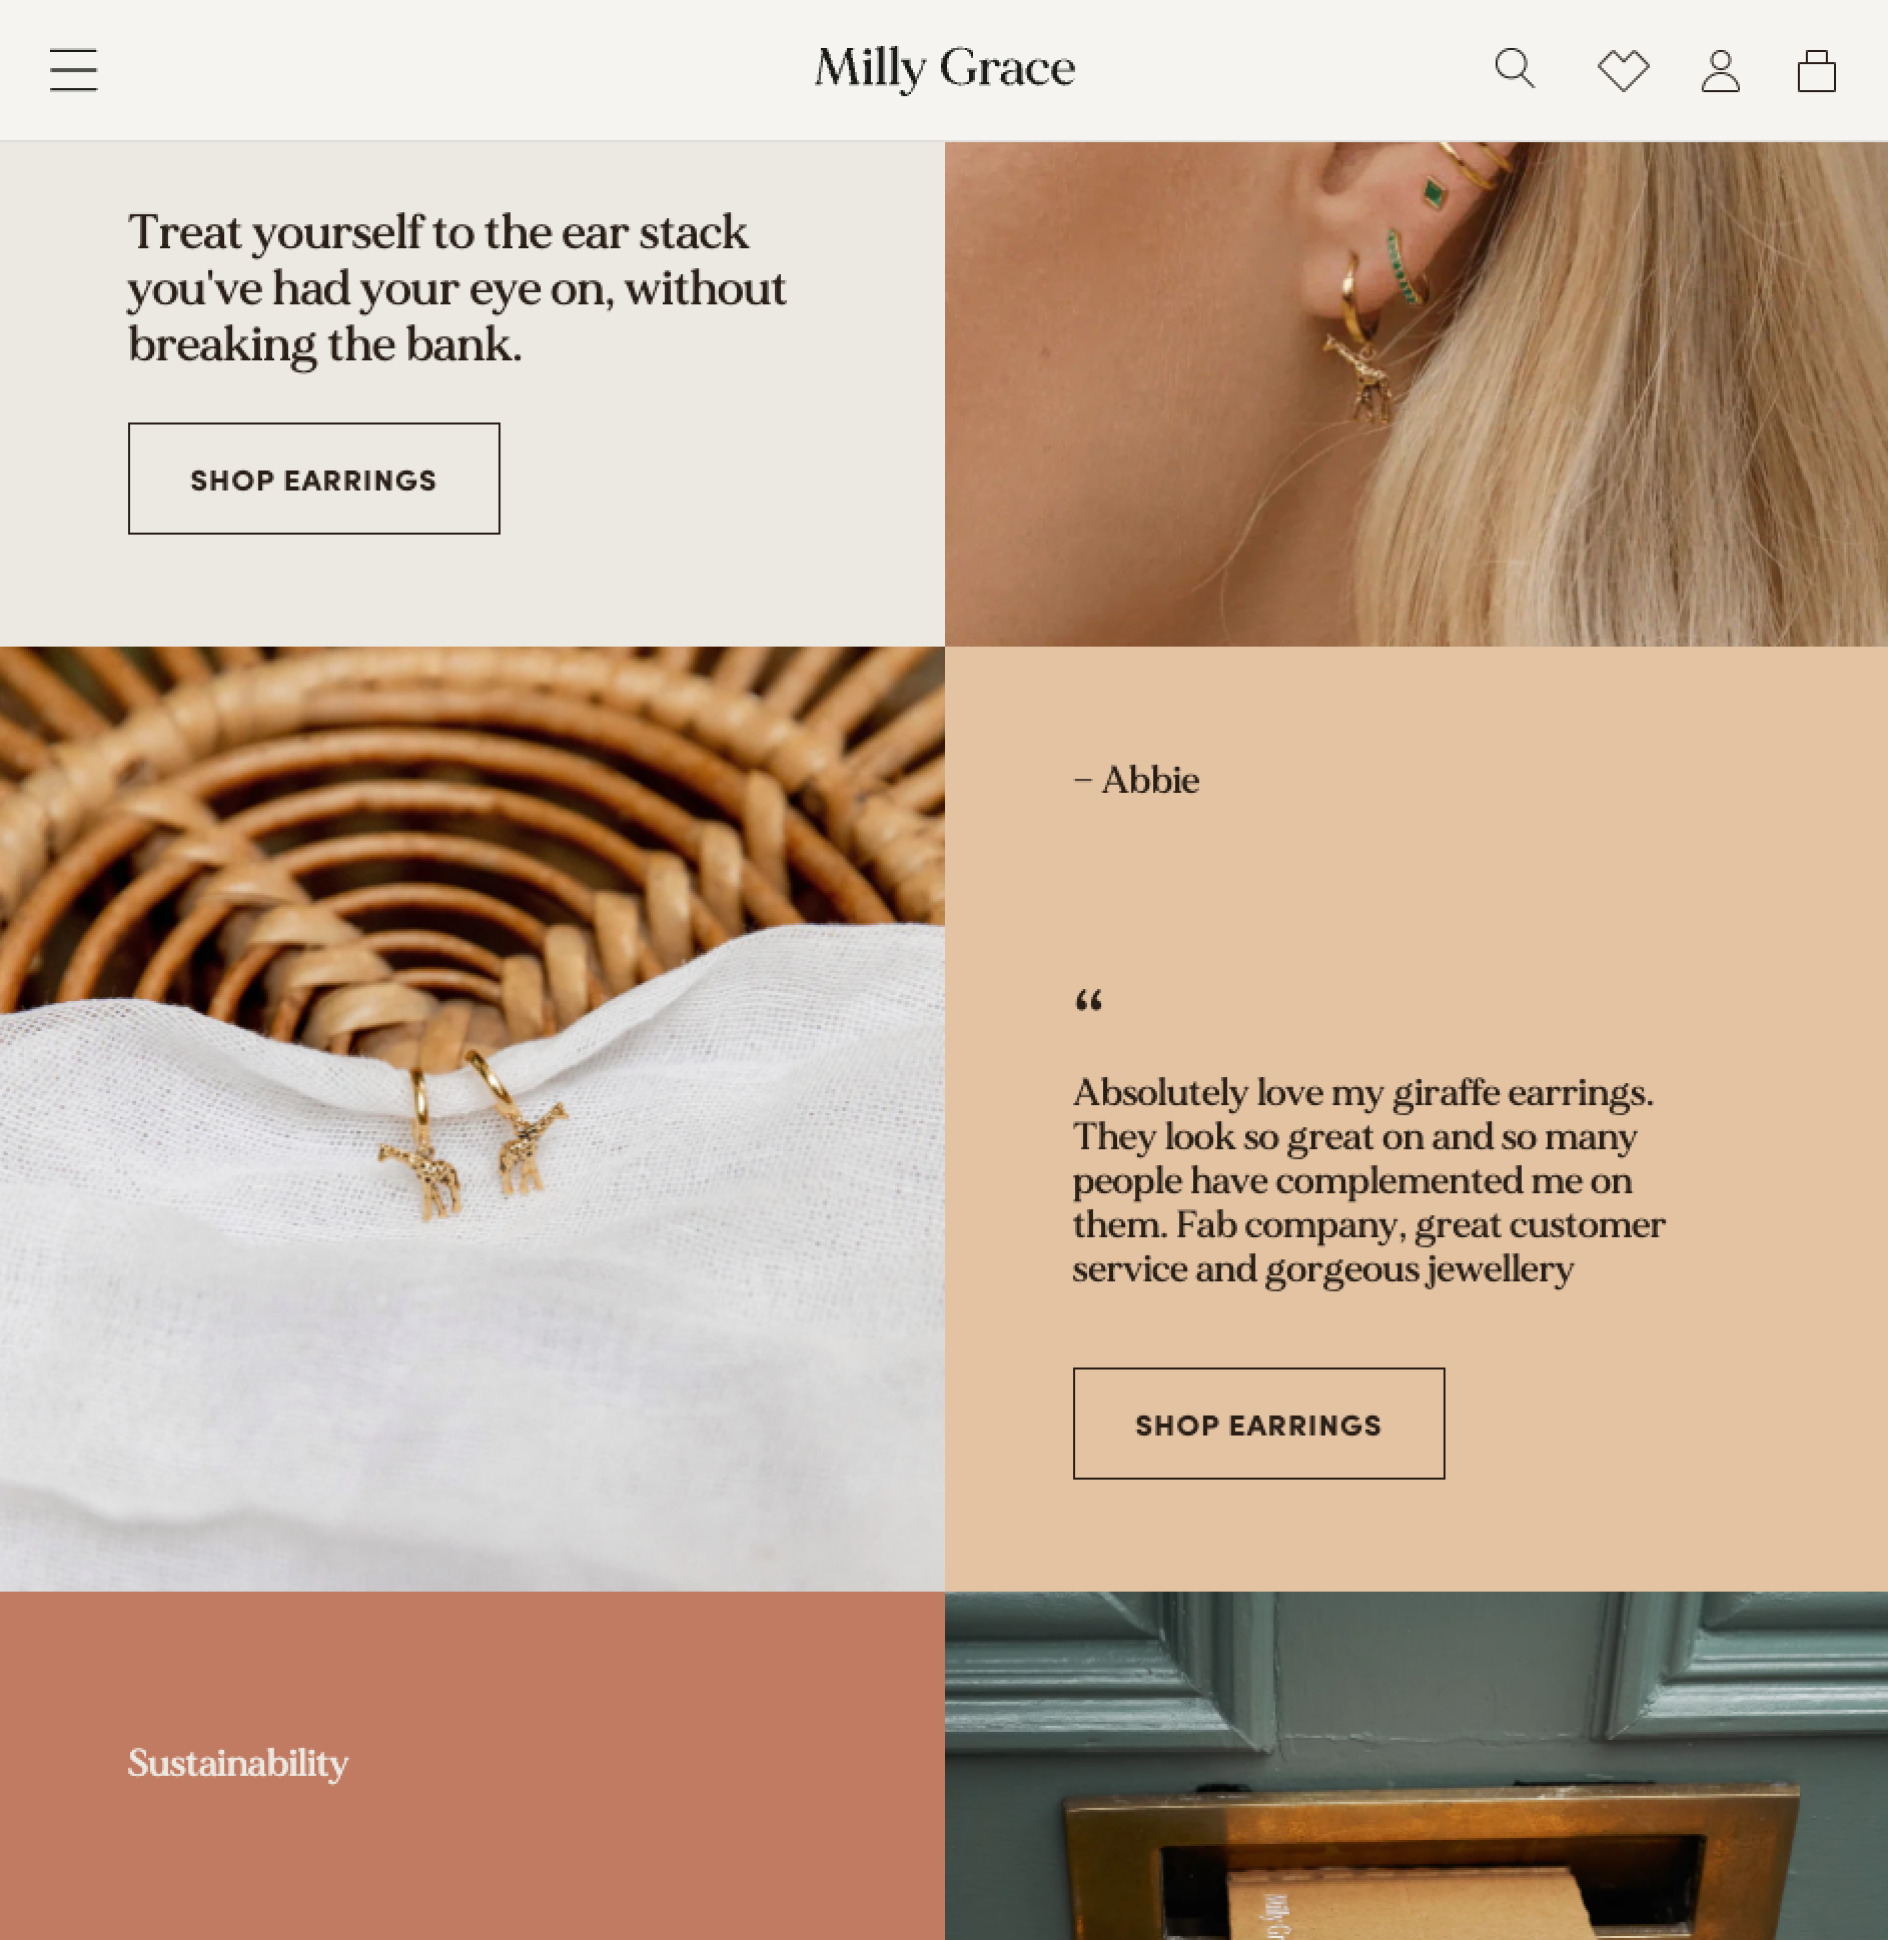 Milly Grace
Treat yourself to the ear stack
you've had your eye on, without
breaking the bank.
SHOP EARRINGS
– Abbie
“
Absolutely love my giraffe earrings.
They look so great on and so many
people have complemented me on
them. Fab company, great customer
service and gorgeous jewellery
SHOP EARRINGS
Sustainability